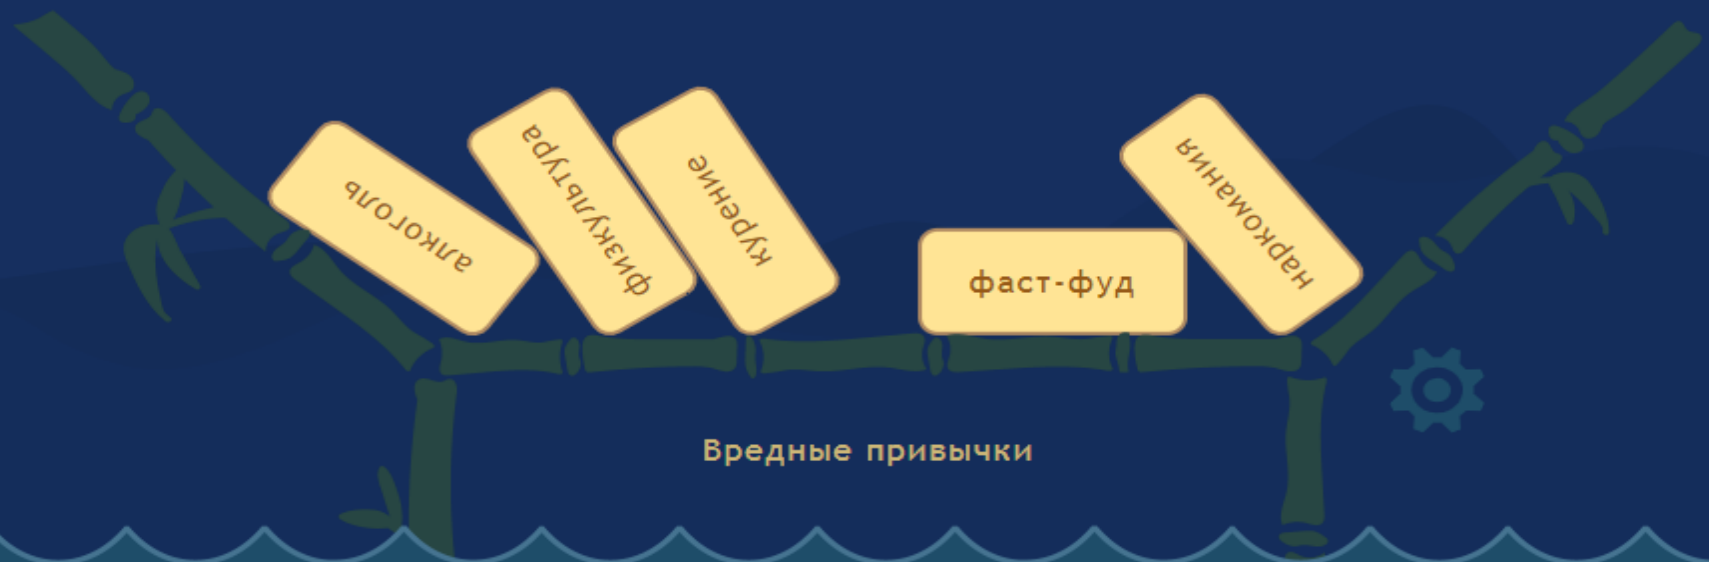 алкоголь
физкультура
курение
фаст-фуд
наркомания
Вредные привычки